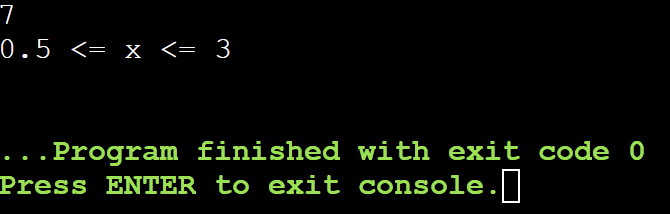 7
0.5 <= x <= 3
...Program finished with exit code 0
Press ENTER to exit console.